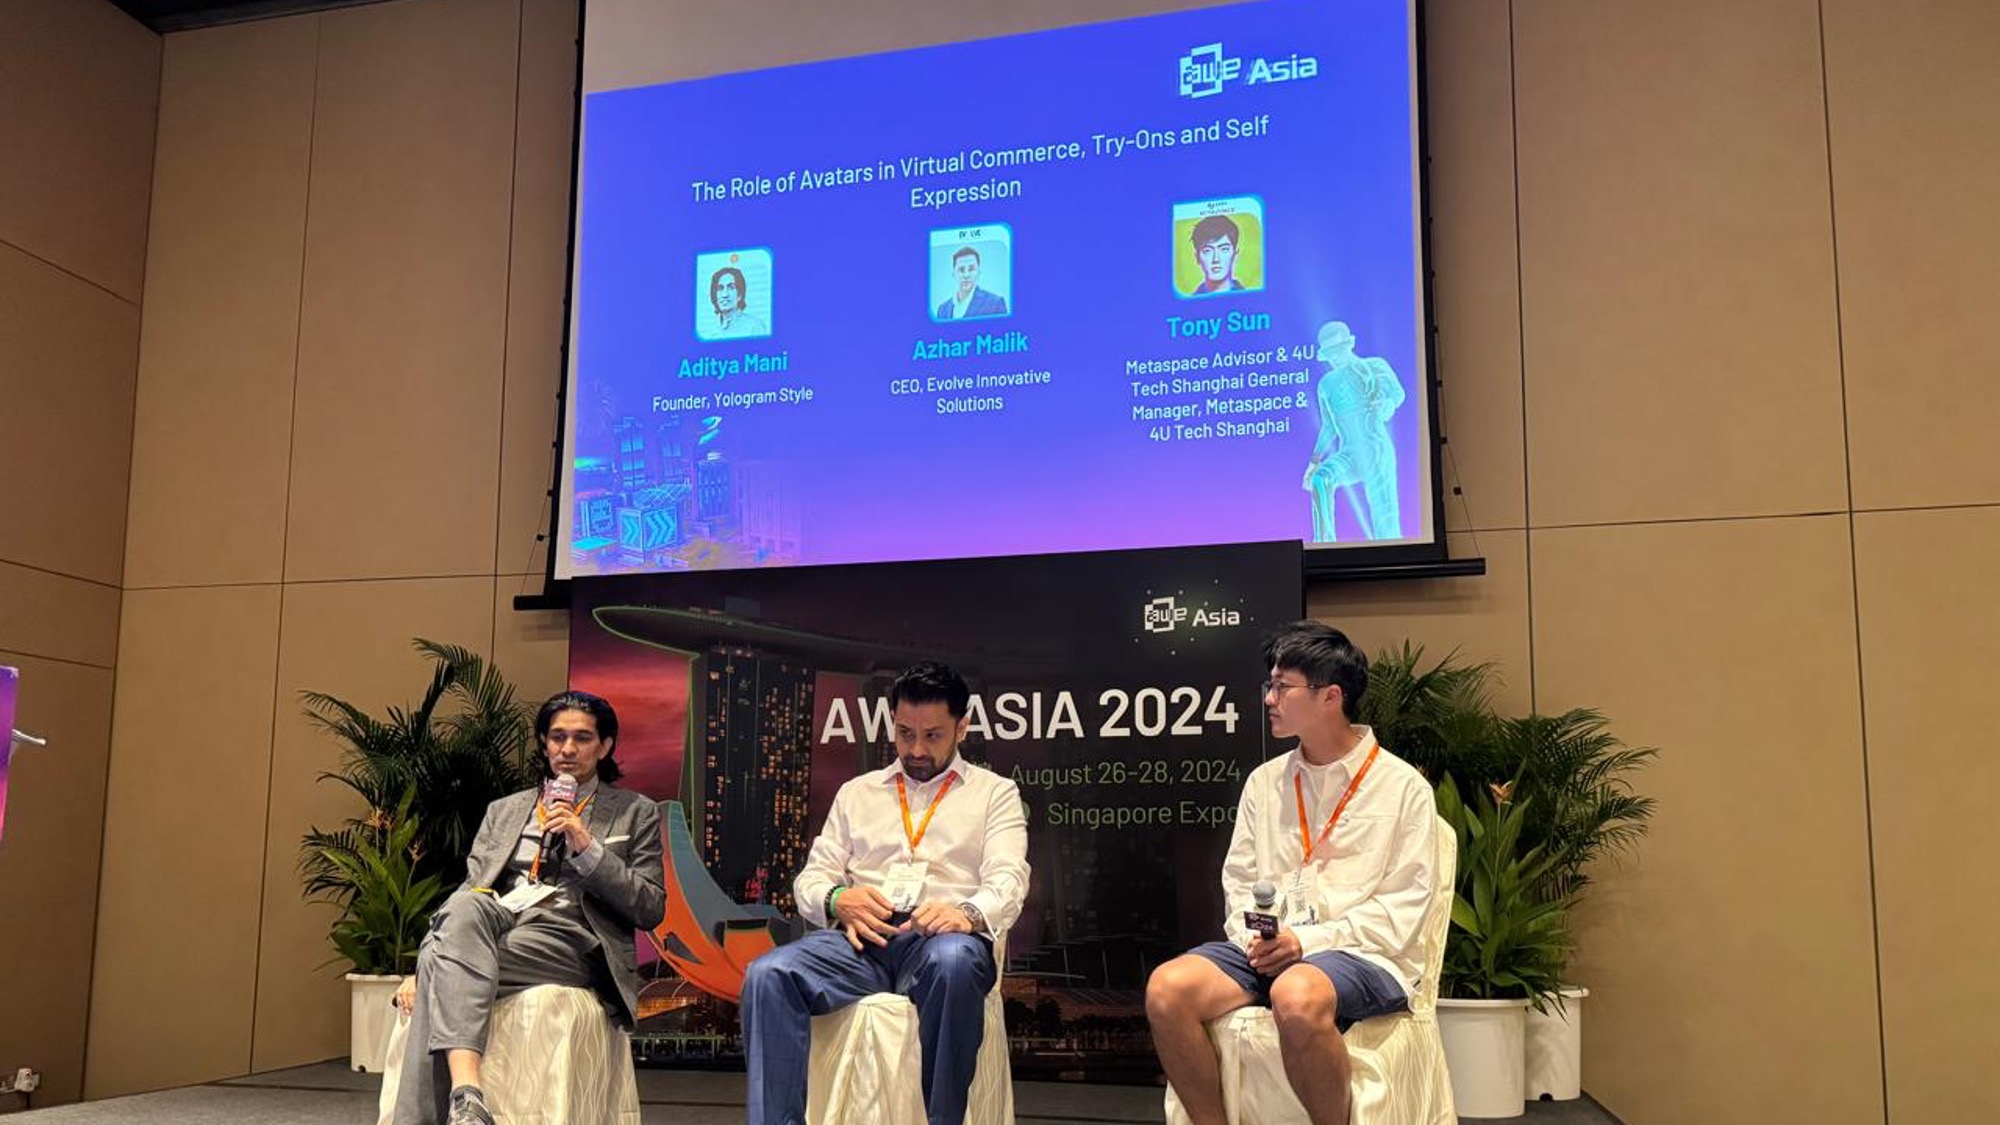 awe Asia
The Role of Avatars in Virtual Commerce, Try-Ons and Self
Expression
Aditya Mani
Founder, Yologram Style
Azhar Malik
CEO, Evolve Innovative
Solutions
Tony Sun
Metaspace Advisor & 4U
Tech Shanghai General
Manager, Metaspace &
4U Tech Shanghai
awe Asia
AW ASIA 2024
August 26-28, 2024
Singapore Expo